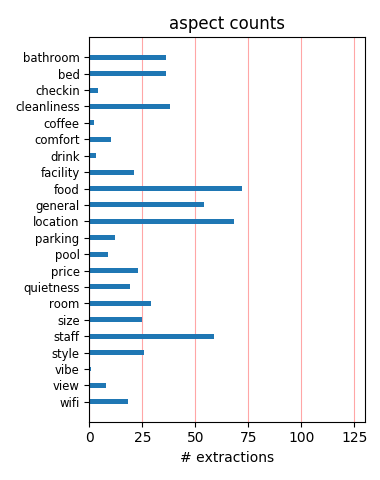 aspect counts
bathroom
bed
checkin
cleanliness
coffee
comfort
drink
facility
food
general
location
parking
pool
price
quietness
room
size
staff
style
vibe
view
wifi
0 25 50 75 100 125
# extractions